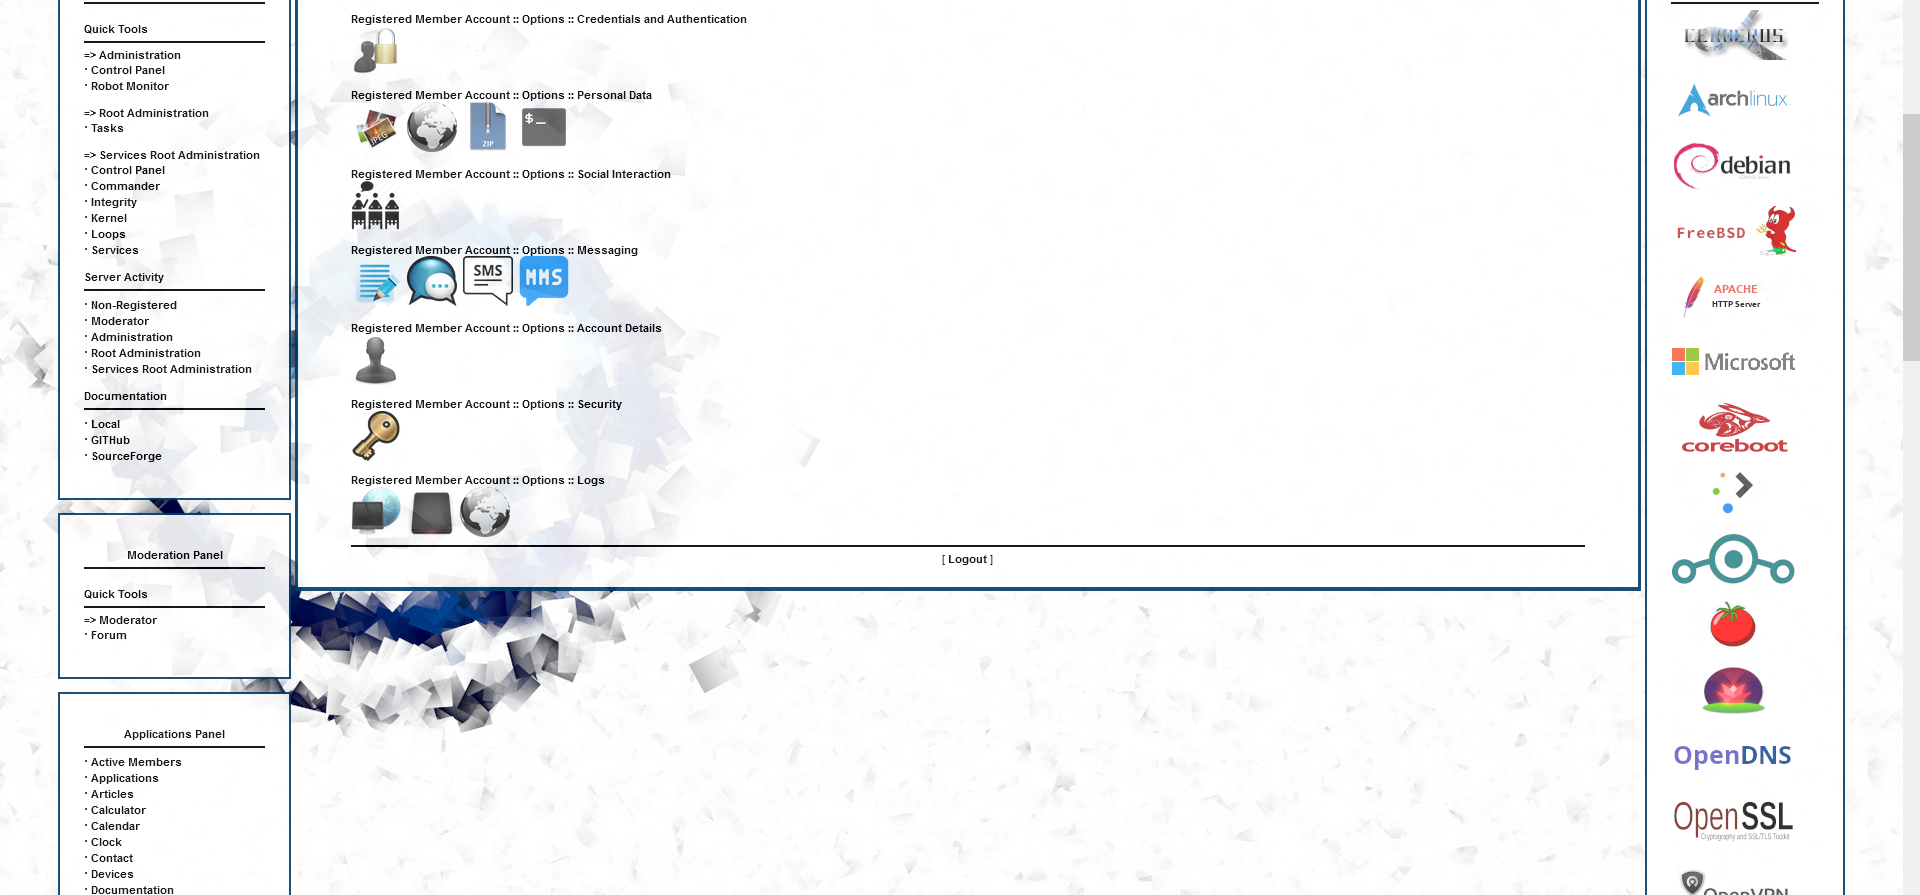 Quick Tools
=> Administration
· Control Panel
· Robot Monitor
=> Root Administration
· Tasks
=> Services Root Administration
· Control Panel
· Commander
· Integrity
· Kernel
· Loops
· Services
Server Activity
· Non-Registered
· Moderator
· Administration
· Root Administration
· Services Root Administration
Documentation
· Local
· GITHub
· SourceForge
Moderation Panel
Quick Tools
=> Moderator
· Forum
Applications Panel
· Active Members
· Applications
· Articles
· Calculator
· Calendar
· Clock
· Contact
· Devices
· Documentation
Registered Member Account :: Options :: Credentials and Authentication
Registered Member Account :: Options :: Personal Data
JPEG
ZIP
$_
Registered Member Account :: Options :: Social Interaction
Registered Member Account :: Options :: Messaging
SMS
MMS
Registered Member Account :: Options :: Account Details
Registered Member Account :: Options :: Security
Registered Member Account :: Options :: Logs
[ Logout ]
CERBERUS
archlinux
debian
FreeBSD
APACHE
HTTP Server
Microsoft
coreboot
OpenDNS
OpenSSL
Cryptography and SSL/TLS Toolkit
OpenVPN